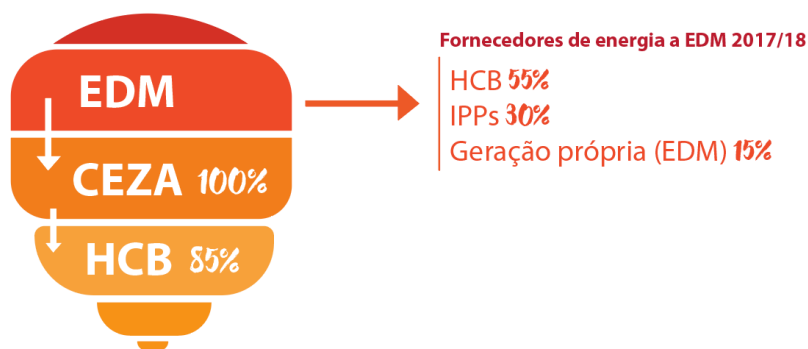 EDM
CEZA 100%
HCB 85%
Fornecedores de energia a EDM 2017/18
HCB 55%
IPPs 30%
Geração própria (EDM) 15%